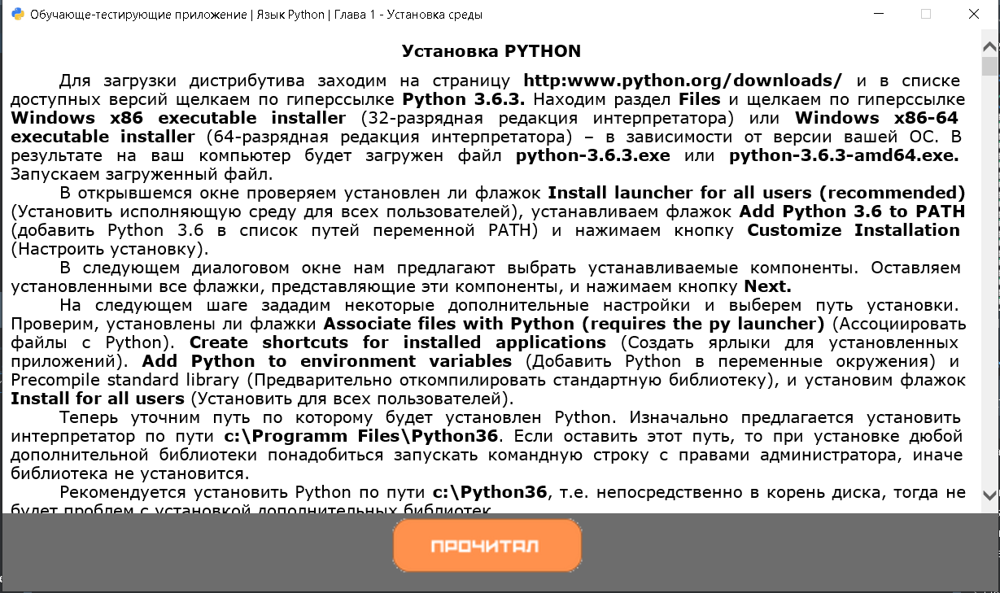 Обучающе-тестирующие приложение | Язык Python | Глава 1 - Установка среды
Установка PYTHON
Для загрузки дистрибутива заходим на страницу http:www.python.org/downloads/ и в списке
доступных версий щелкаем по гиперссылке Python 3.6.3. Находим раздел Files и щелкаем по гиперссылке
Windows x86 executable installer (32-разрядная редакция интерпретатора) или Windows x86-64
executable installer (64-разрядная редакция интерпретатора) – в зависимости от версии вашей ОС. В
результате на ваш компьютер будет загружен файл python-3.6.3.exe или python-3.6.3-amd64.exe.
Запускаем загруженный файл.
В открывшемся окне проверяем установлен ли флажок Install launcher for all users (recommended)
(Установить исполняющую среду для всех пользователей), устанавливаем флажок Add Python 3.6 to PATH
(добавить Python 3.6 в список путей переменной PATH) и нажимаем кнопку Customize Installation
(Настроить установку).
В следующем диалоговом окне нам предлагают выбрать устанавливаемые компоненты. Оставляем
установленными все флажки, представляющие эти компоненты, и нажимаем кнопку Next.
На следующем шаге зададим некоторые дополнительные настройки и выберем путь установки.
Проверим, установлены ли флажки Associate files with Python (requires the py launcher) (Ассоциировать
файлы с Python). Create shortcuts for installed applications (Создать ярлыки для установленных
приложений). Add Python to environment variables (Добавить Python в переменные окружения) и
Precompile standard library (Предварительно откомпилировать стандартную библиотеку), и установим флажок
Install for all users (Установить для всех пользователей).
Теперь уточним путь по которому будет установлен Python. Изначально предлагается установить
интерпретатор по пути c:\Programm Files\Python36. Если оставить этот путь, то при установке дюбой
дополнительной библиотеки понадобиться запускать командную строку с правами администратора, иначе
библиотека не установится.
Рекомендуется установить Python по пути c:\Python36, т.е. непосредственно в корень диска, тогда не
будет проблем с установкой дополнительных библиотек
ПРОЧИТАЛ